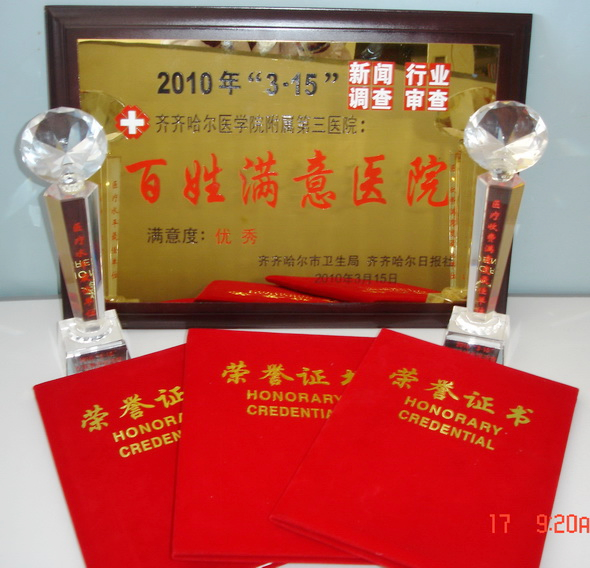 2010年“3·15”
新闻 行业
调查 审查
齐齐哈尔医学院附属第三医院：
百姓满意医院
满意度：优秀
齐齐哈尔市卫生局 齐齐哈尔日报社
2010年3月15日
荣誉证书
HONORARY
CREDENTIAL
荣誉证书
HONORARY
CREDENTIAL
荣誉证书
HONORARY
CREDENTIAL
17 9:20A